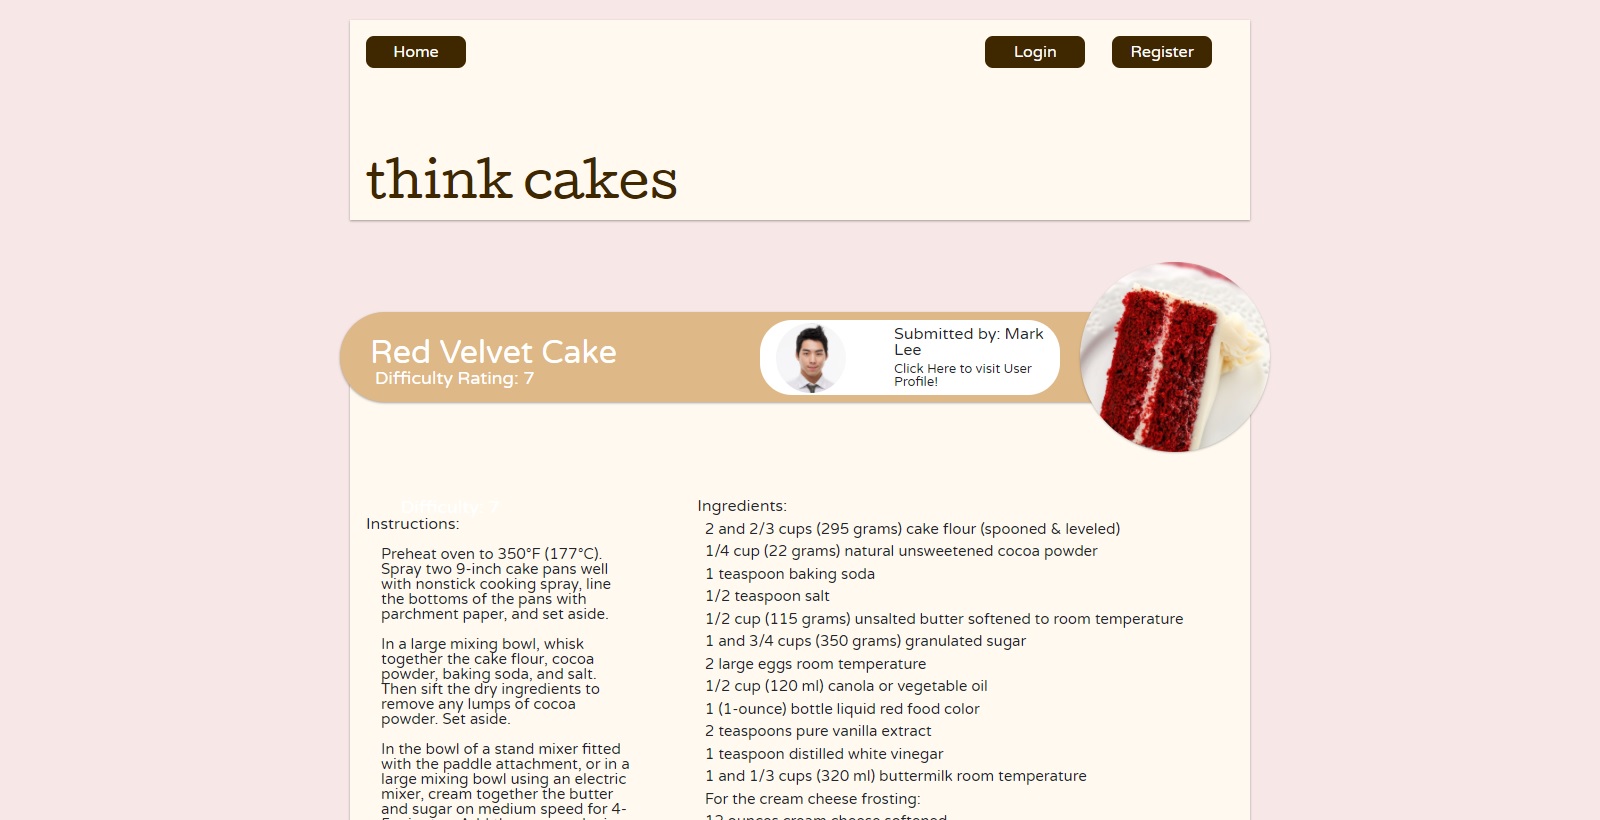 Home
Login
Register
think cakes
Red Velvet Cake
Difficulty Rating: 7
Submitted by: Mark
Lee
Click Here to visit User
Profile!
Difficulty: 7
Instructions:
Preheat oven to 350°F (177°C).
Spray two 9-inch cake pans well
with nonstick cooking spray, line
the bottoms of the pans with
parchment paper, and set aside.
In a large mixing bowl, whisk
together the cake flour, cocoa
powder, baking soda, and salt.
Then sift the dry ingredients to
remove any lumps of cocoa
powder. Set aside.
In the bowl of a stand mixer fitted
with the paddle attachment, or in a
large mixing bowl using an electric
mixer, cream together the butter
and sugar on medium speed for 4-
Ingredients:
2 and 2/3 cups (295 grams) cake flour (spooned & leveled)
1/4 cup (22 grams) natural unsweetened cocoa powder
1 teaspoon baking soda
1/2 teaspoon salt
1/2 cup (115 grams) unsalted butter softened to room temperature
1 and 3/4 cups (350 grams) granulated sugar
2 large eggs room temperature
1/2 cup (120 ml) canola or vegetable oil
1 (1-ounce) bottle liquid red food color
2 teaspoons pure vanilla extract
1 teaspoon distilled white vinegar
1 and 1/3 cups (320 ml) buttermilk room temperature
For the cream cheese frosting:
12 ounces cream cheese softened